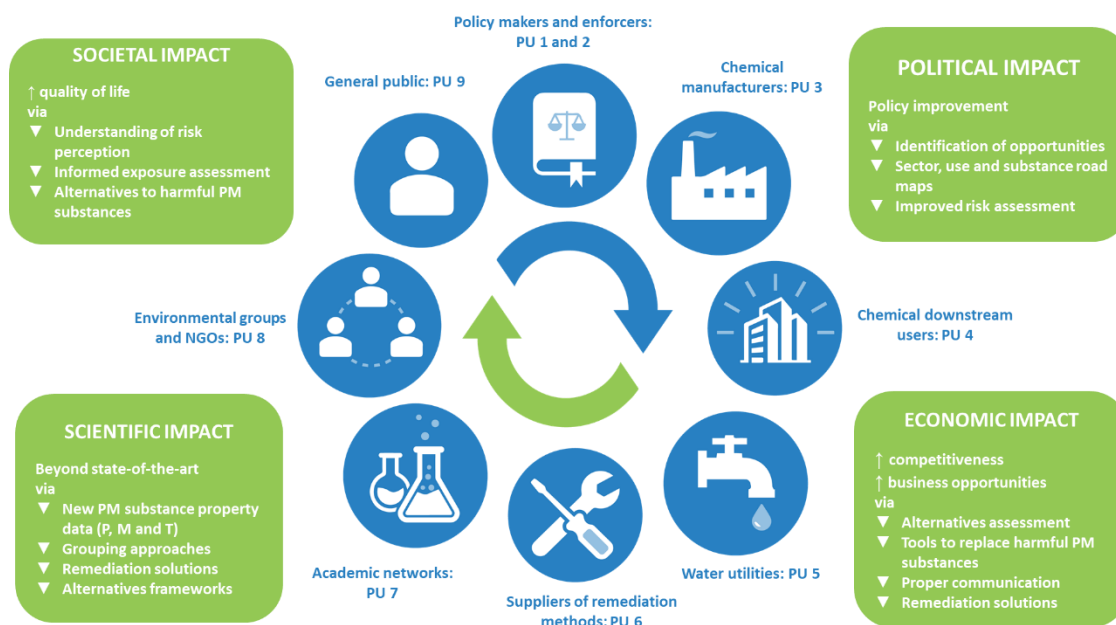 SOCIETAL IMPACT
↑ quality of life
via
▼ Understanding of risk
perception
▼ Informed exposure assessment
▼ Alternatives to harmful PM
substances
Policy makers and enforcers:
PU 1 and 2
General public: PU 9
Chemical
manufacturers: PU 3
POLITICAL IMPACT
Policy improvement
via
▼ Identification of opportunities
▼ Sector, use and substance road
maps
▼ Improved risk assessment
Environmental groups
and NGOs: PU 8
Chemical downstream
users: PU 4
SCIENTIFIC IMPACT
Beyond state-of-the-art
via
▼ New PM substance property
data (P, M and T)
▼ Grouping approaches
▼ Remediation solutions
▼ Alternatives frameworks
Academic networks:
PU 7
Suppliers of remediation
methods: PU 6
Water utilities: PU 5
ECONOMIC IMPACT
↑ competitiveness
↑ business opportunities
via
▼ Alternatives assessment
▼ Tools to replace harmful PM
substances
▼ Proper communication
▼ Remediation solutions